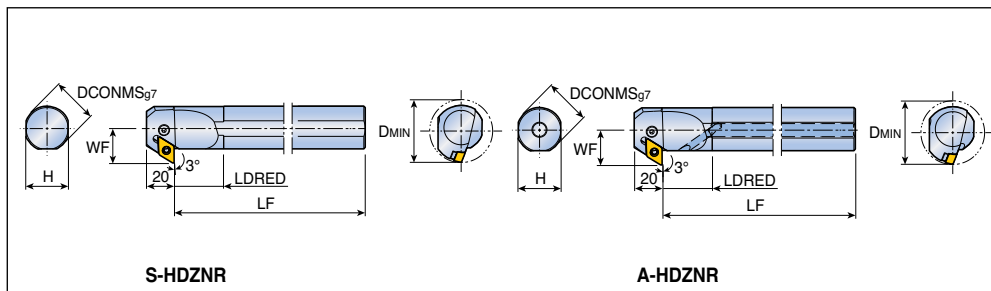 DCONMSg7
WF
H
20
3°
LDRED
LF
DMIN
S-HDZNR
DCONMSg7
WF
H
20
3°
LDRED
LF
DMIN
A-HDZNR